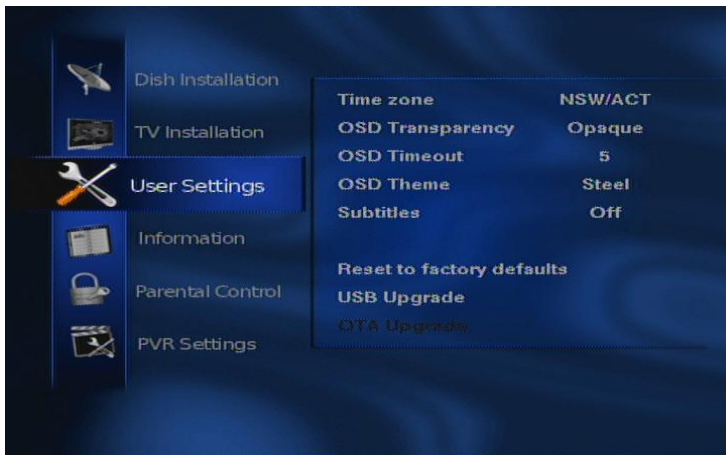 Dish Installation
TV Installation
User Settings
Information
Parental Control
PVR Settings
Time zone NSW/ACT
OSD Transparency Opaque
OSD Timeout 5
OSD Theme Steel
Subtitles Off
Reset to factory defaults
USB Upgrade
OTA Upgrade